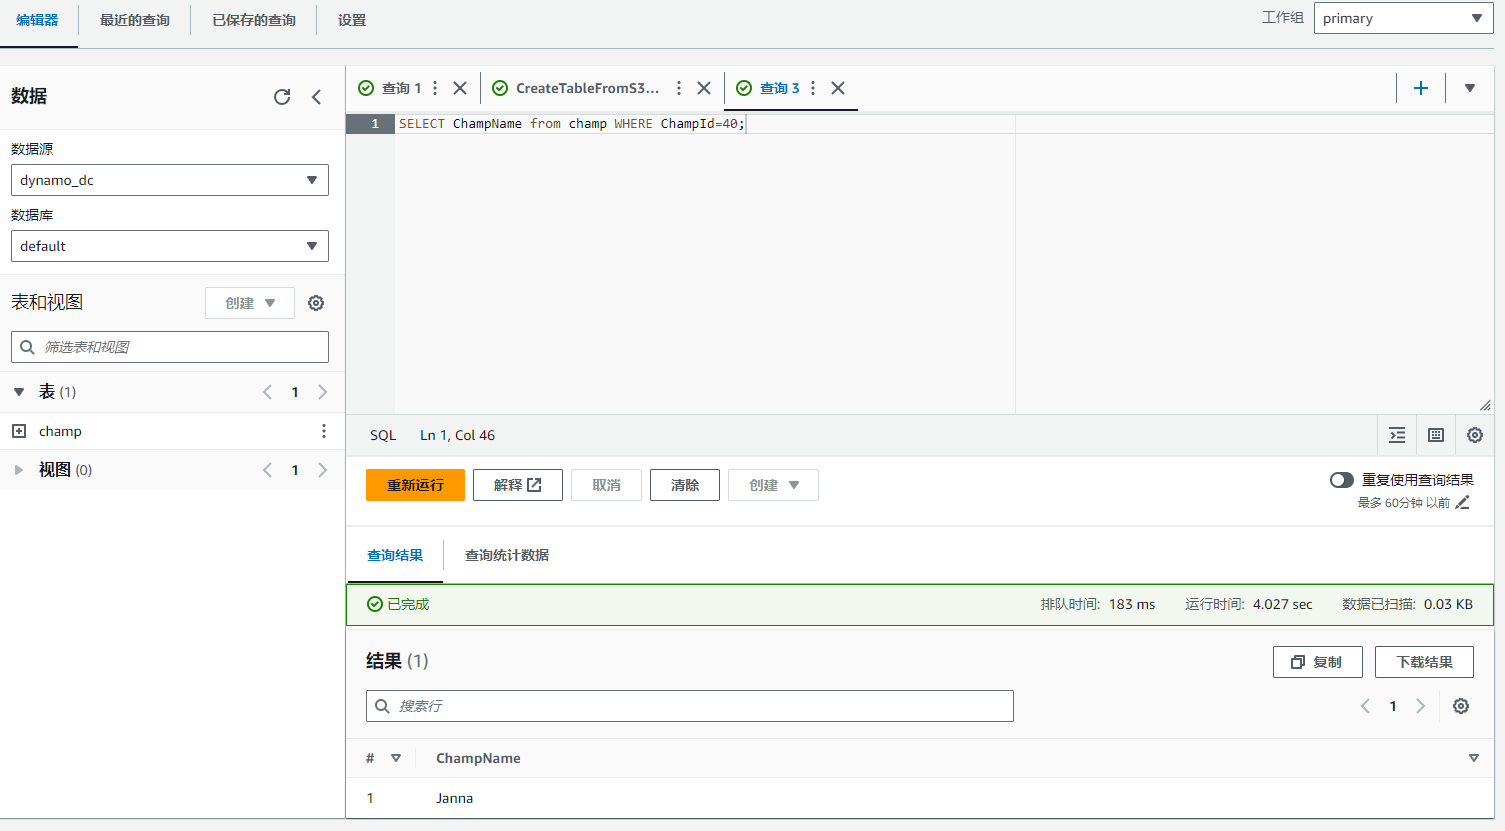 编辑器
最近的查询
已保存的查询
设置
工作组
primary
数据
数据源
dynamo_dc
数据库
default
表和视图
创建
筛选表和视图
表 (1)
1
champ
视图 (0)
1
查询 1
CreateTableFromS3...
查询 3
1
SELECT ChampName from champ WHERE ChampId=40;
SQL
Ln 1, Col 46
重新运行
解释
取消
清除
创建
重复使用查询结果
最多 60分钟 以前
查询结果
查询统计数据
已完成
排队时间: 183 ms
运行时间: 4.027 sec
数据已扫描: 0.03 KB
结果 (1)
复制
下载结果
搜索行
1
#
ChampName
1
Janna